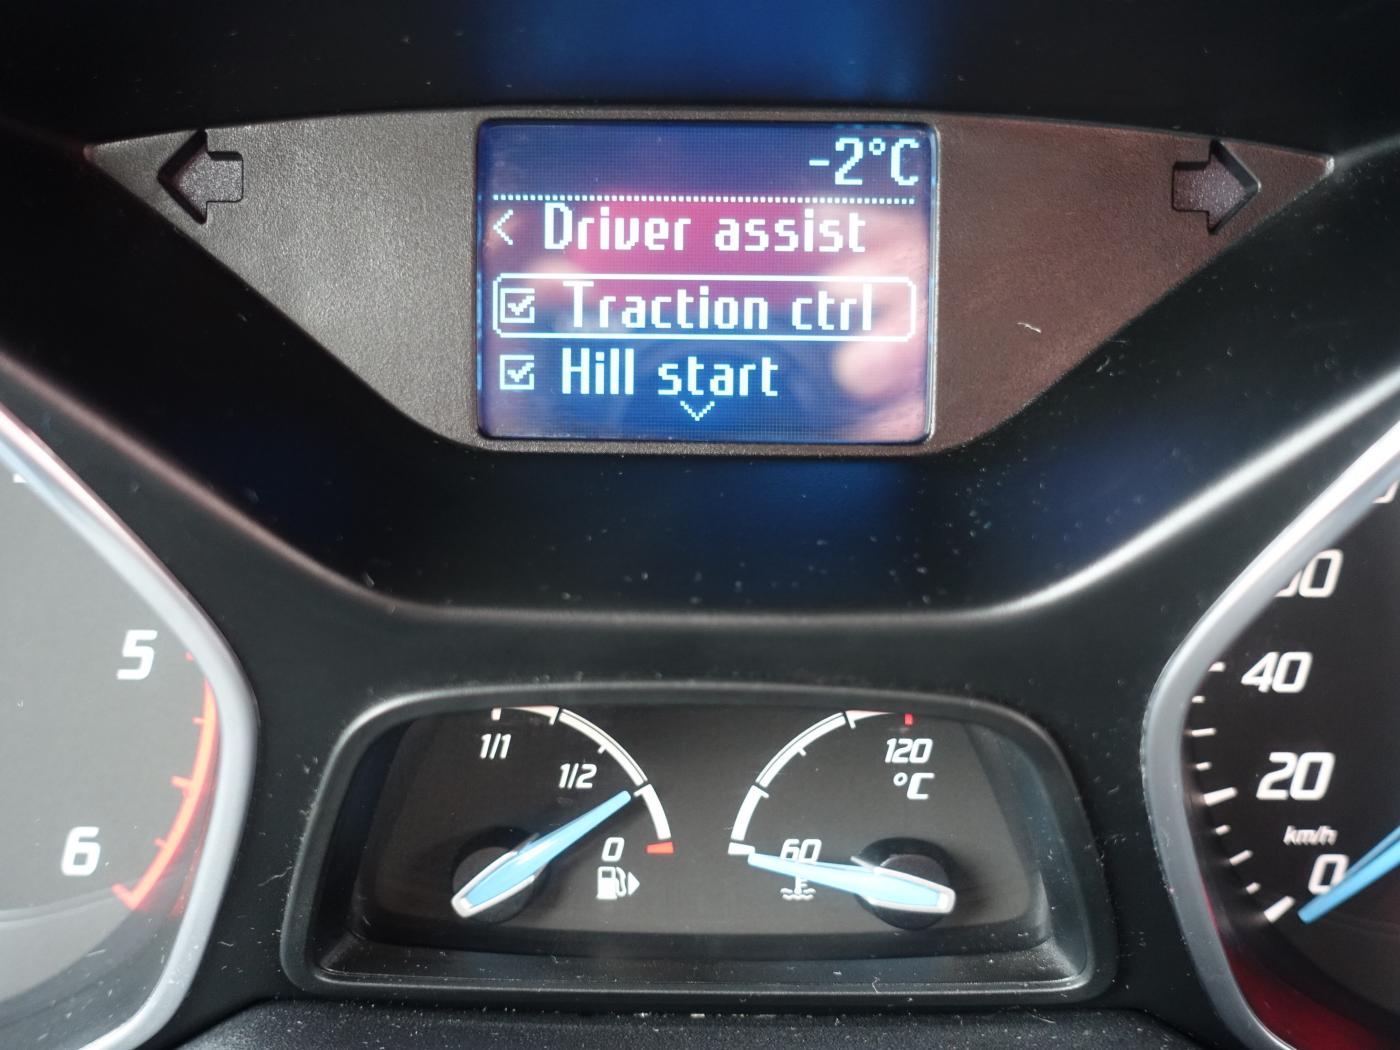 -2°C
< Driver assist
Traction ctrl
Hill start
5
6
1/1
1/2
0
120
°C
60
40
20
km/h
0